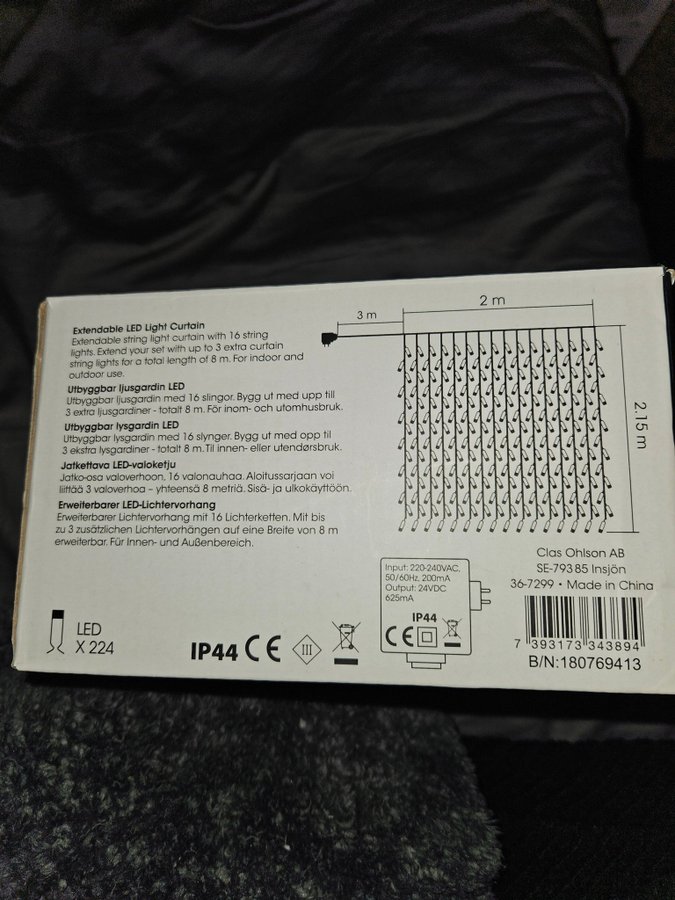 Extendable LED Light Curtain
Extendable string light curtain with 16 string
lights. Extend your set with up to 3 extra curtain
string lights for a total length of 8 m. For indoor and
outdoor use.
Utbyggbar ljusgardin LED
Utbyggbar ljusgardin med 16 slingor. Bygg ut med upp till
3 extra ljusgardiner - totalt 8 m. För inom- och utomhusbruk.
Utbyggbar lysgardin LED
Utbyggbar lysgardin med 16 slynger. Bygg ut med opp til
3 ekstra lysgardiner - totalt 8 m. Til innen- eller utendørsbruk.
Jatkettava LED-valoketju
Jatko-osa valoverhoon, 16 valonauhaa. Aloitussarjaan voi
liittää 3 valoverhoa – yhteensä 8 metriä. Sisä- ja ulkokäyttöön.
Erweiterbarer LED-Lichtervorhang
Erweiterbarer Lichtervorhang mit 16 Lichterketten. Mit bis
zu 3 zusätzlichen Lichtervorhängen auf eine Breite von 8 m
erweiterbar. Für Innen- und Außenbereich.
3 m
2 m
2,15 m
LED
X 224
IP44 CE
III
Input: 220-240VAC,
50/60Hz, 200mA
Output: 24VDC
625mA
IP44
CE
Clas Ohlson AB
SE-793 85 Insjön
36-7299 • Made in China
7 393173 343894
B/N:180769413